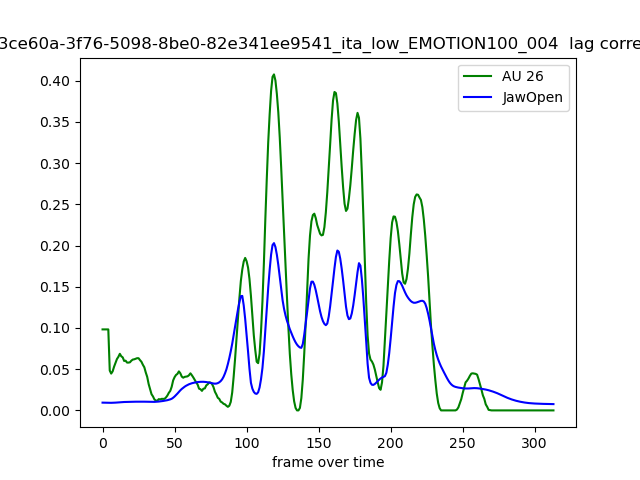 3ce60a-3f76-5098-8be0-82e341ee9541_ita_low_EMOTION100_004  lag corre
AU 26
JawOpen
0.40
0.35
0.30
0.25
0.20
0.15
0.10
0.05
0.00
0 50 100 150 200 250 300
frame over time